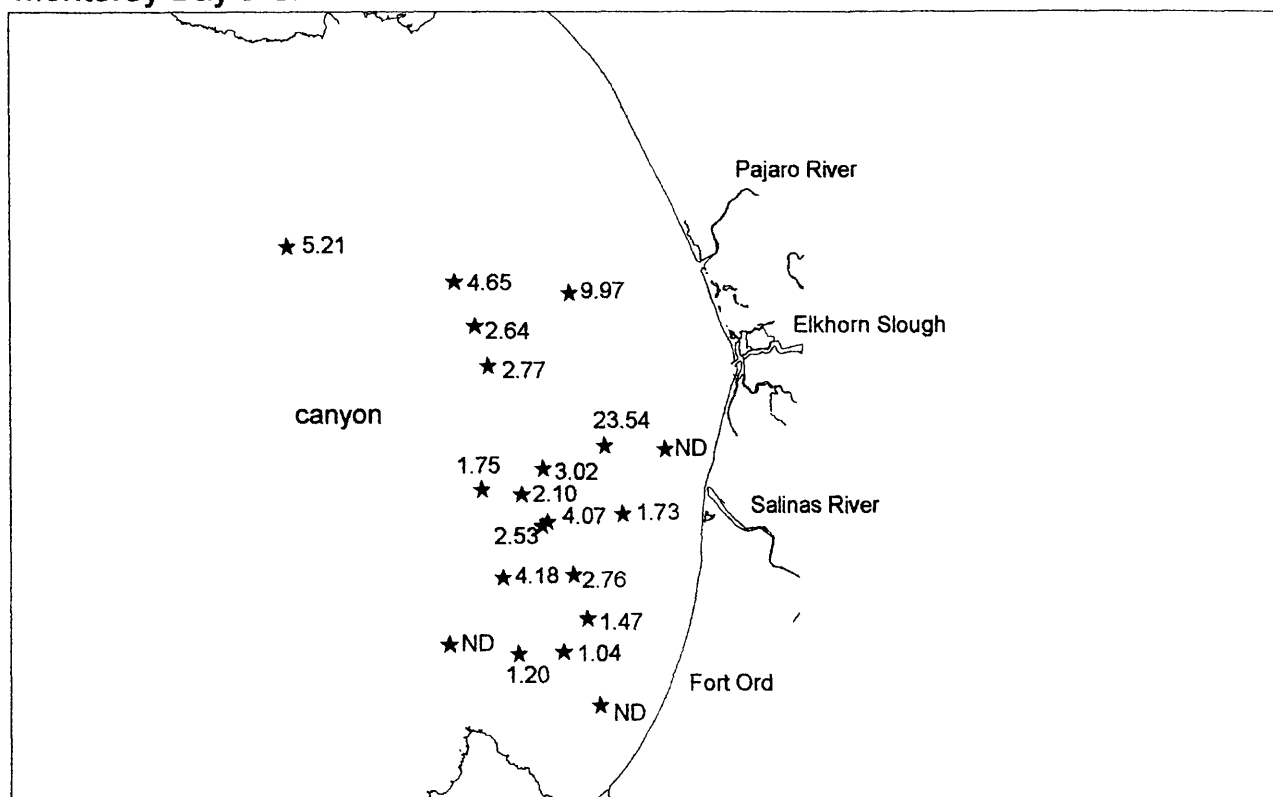 Monterey Bay
Pajaro River
5.21
4.65
9.97
2.64
Elkhorn Slough
2.77
canyon
23.54
ND
1.75
3.02
2.10
4.07
1.73
Salinas River
2.53
4.18
2.76
1.47
ND
1.04
1.20
Fort Ord
ND